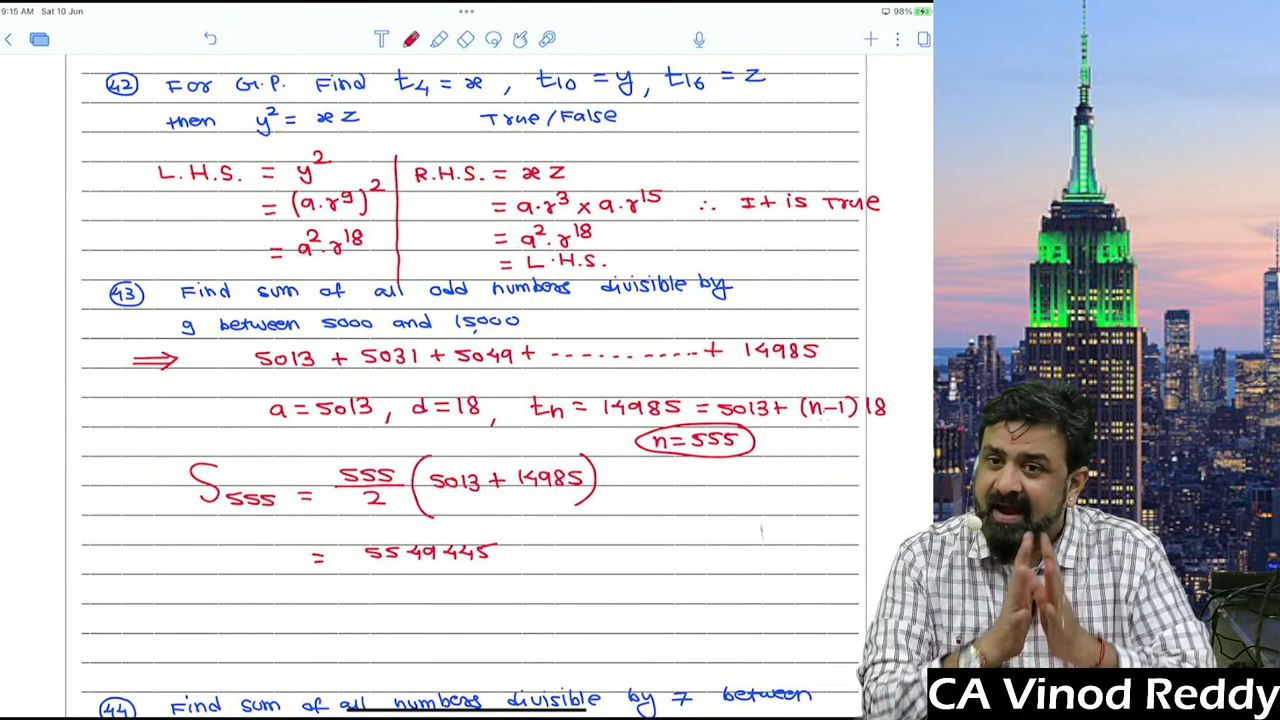 9:15 AM Sat 10 Jun
98%
42 For G.P. Find t₄ = x , t₁₀ = y, t₁₆ = z
then y² = xz True/False
L.H.S. = y²
= (a.r⁹)²
= a².r¹⁸
R.H.S. = xz
= a.r³ × a.r¹⁵ ∴ It is True
= a².r¹⁸
= L.H.S.
43 Find sum of all odd numbers divisible by
9 between 5000 and 15,000
⟹ 5013 + 5031 + 5049 + ............ + 14985
a = 5013, d = 18, tₙ = 14985 = 5013 + (n-1) 18
n = 555
S₅₅₅ = 555/2 (5013 + 14985)
= 5549445
44 Find sum of all numbers divisible by 7 between
CA Vinod Reddy